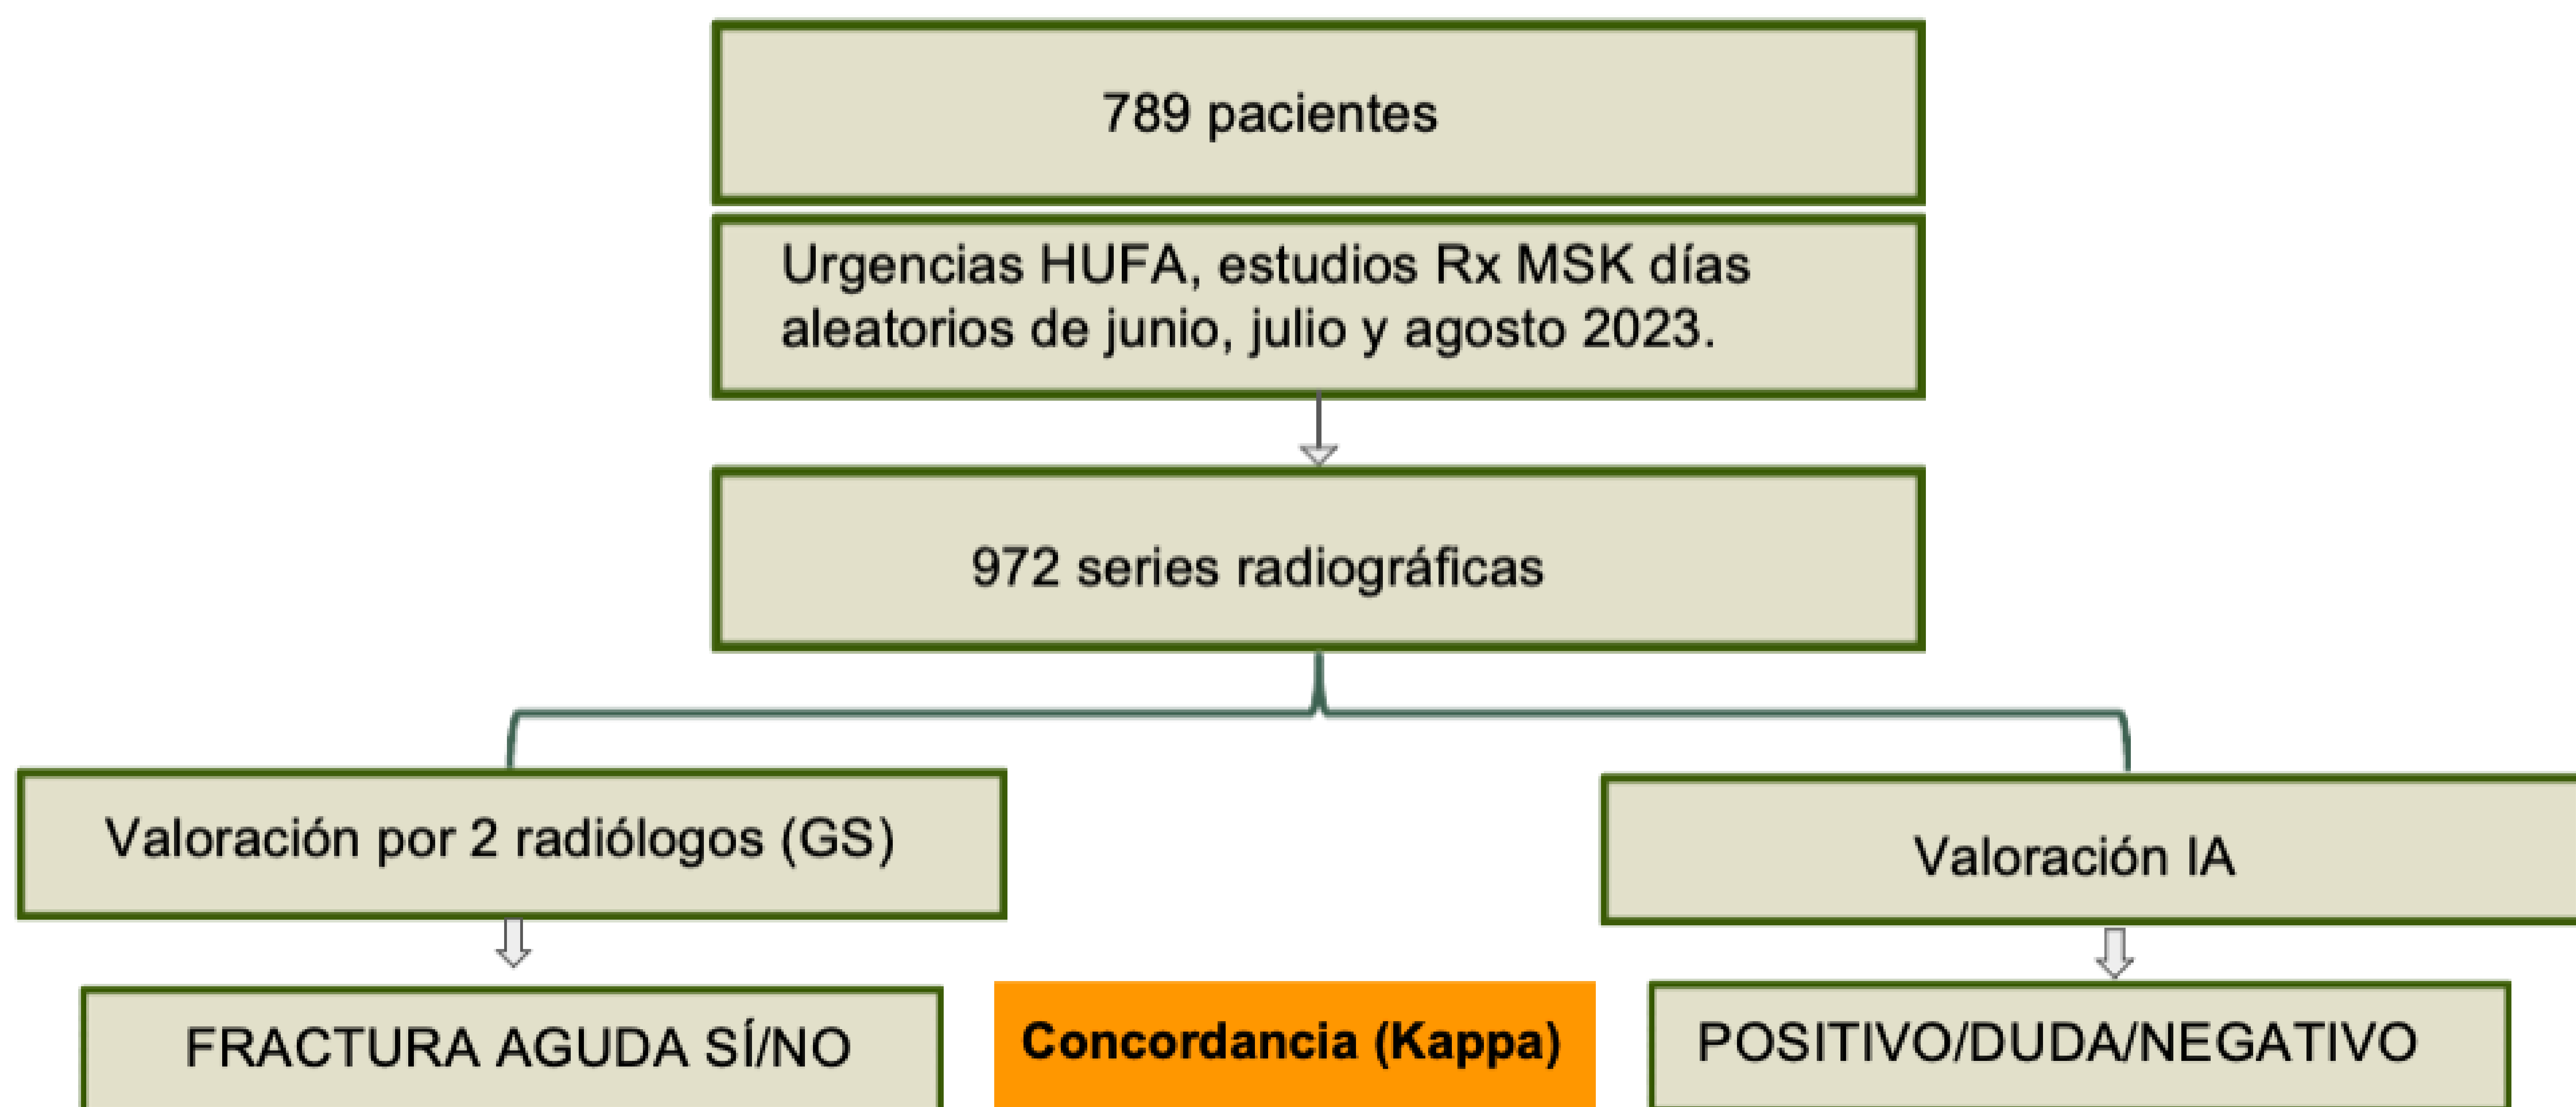 789 pacientes
Urgencias HUFA, estudios Rx MSK días
aleatorios de junio, julio y agosto 2023.
972 series radiográficas
Valoración por 2 radiólogos (GS)
Valoración IA
FRACTURA AGUDA SÍ/NO
Concordancia (Kappa)
POSITIVO/DUDA/NEGATIVO